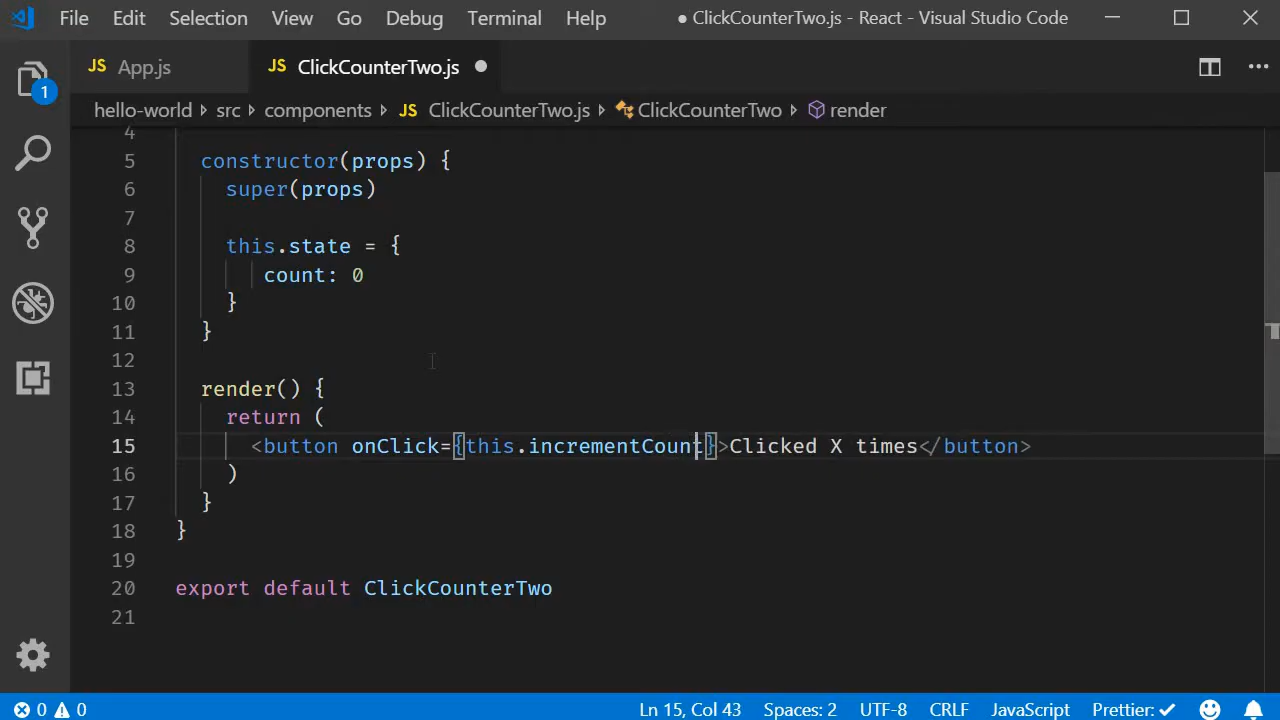 File Edit Selection View Go Debug Terminal Help ● ClickCounterTwo.js - React - Visual Studio Code
JS App.js JS ClickCounterTwo.js
1
hello-world > src > components > JS ClickCounterTwo.js > ClickCounterTwo > render
4
5 constructor(props) {
6 super(props)
7
8 this.state = {
9 count: 0
10 }
11 }
12
13 render() {
14 return (
15 <button onClick={this.incrementCount}>Clicked X times</button>
16 )
17 }
18 }
19
20 export default ClickCounterTwo
21
0 0 Ln 15, Col 43 Spaces: 2 UTF-8 CRLF JavaScript Prettier: ✓